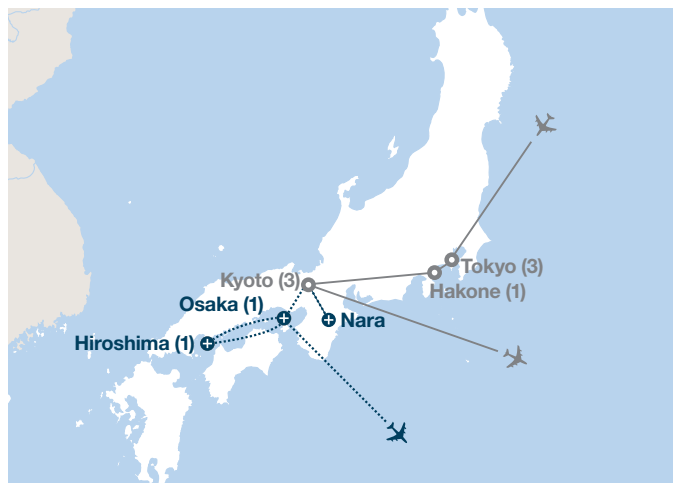 Tokyo (3)
Kyoto (3)
Hakone (1)
Osaka (1)
Nara
Hiroshima (1)